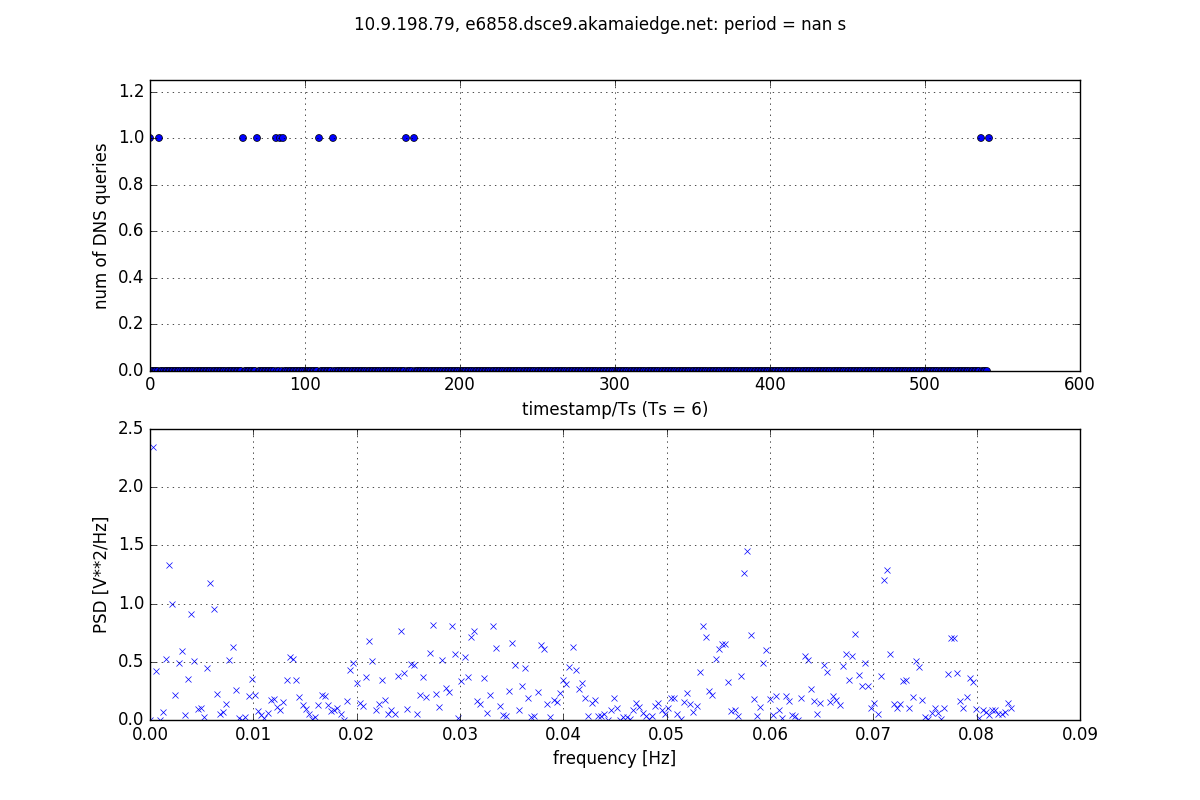 10.9.198.79, e6858.dsce9.akamaiedge.net: period = nan s
1.2
1.0
0.8
0.6
0.4
0.2
0.0
num of DNS queries
0 100 200 300 400 500 600
timestamp/Ts (Ts = 6)
2.5
2.0
1.5
1.0
0.5
0.0
PSD [V**2/Hz]
0.00 0.01 0.02 0.03 0.04 0.05 0.06 0.07 0.08 0.09
frequency [Hz]